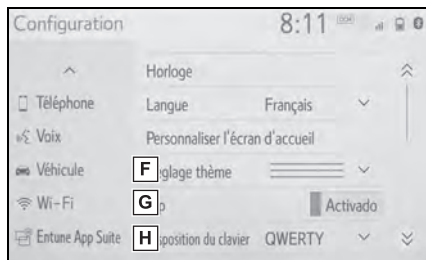 Configuration 8:11
Horloge
Téléphone Langue Français
Voix Personnaliser l'écran d'accueil
Véhicule F glage thème
Wi-Fi G Activado
Entune App Suite H sposition du clavier QWERTY